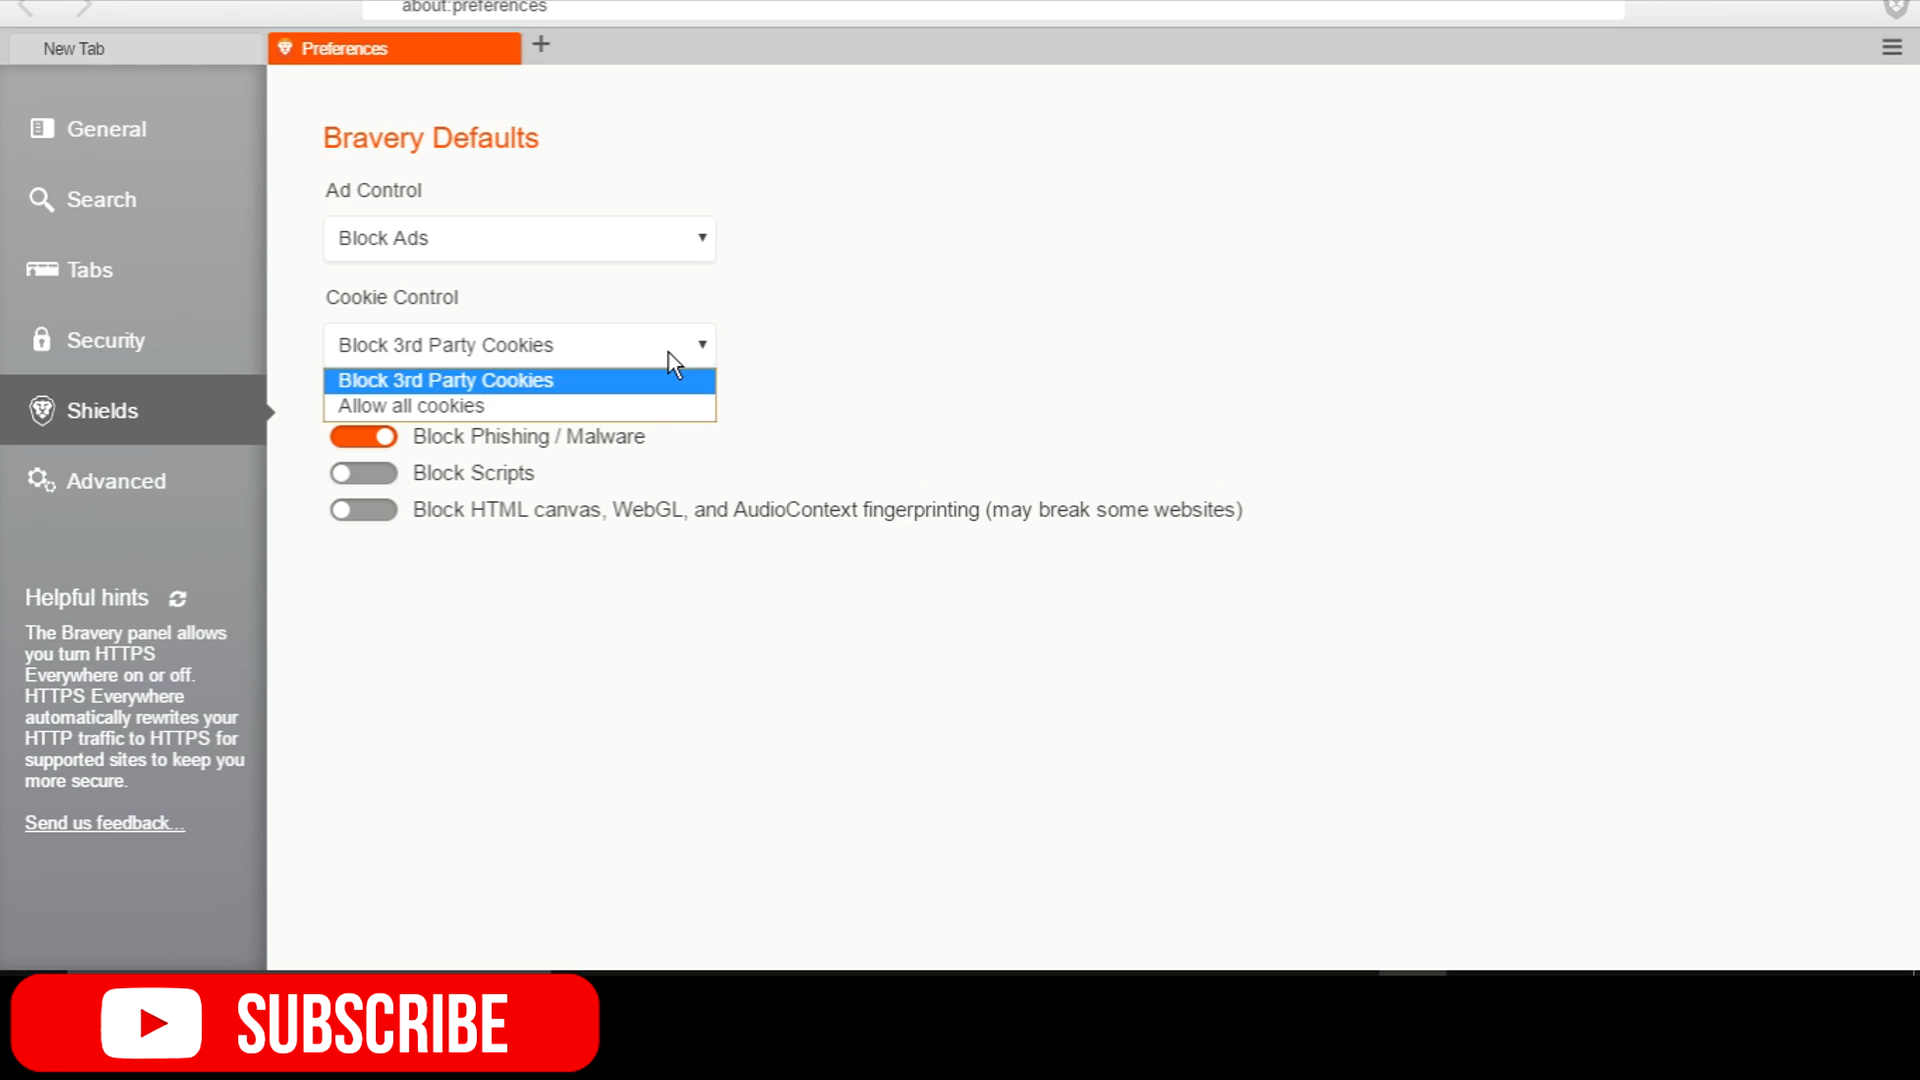 about:preferences
New Tab
Preferences
General
Search
Tabs
Security
Shields
Advanced
Helpful hints
The Bravery panel allows
you turn HTTPS
Everywhere on or off.
HTTPS Everywhere
automatically rewrites your
HTTP traffic to HTTPS for
supported sites to keep you
more secure.
Send us feedback...
Bravery Defaults
Ad Control
Block Ads
Cookie Control
Block 3rd Party Cookies
Block 3rd Party Cookies
Allow all cookies
Block Phishing / Malware
Block Scripts
Block HTML canvas, WebGL, and AudioContext fingerprinting (may break some websites)
SUBSCRIBE